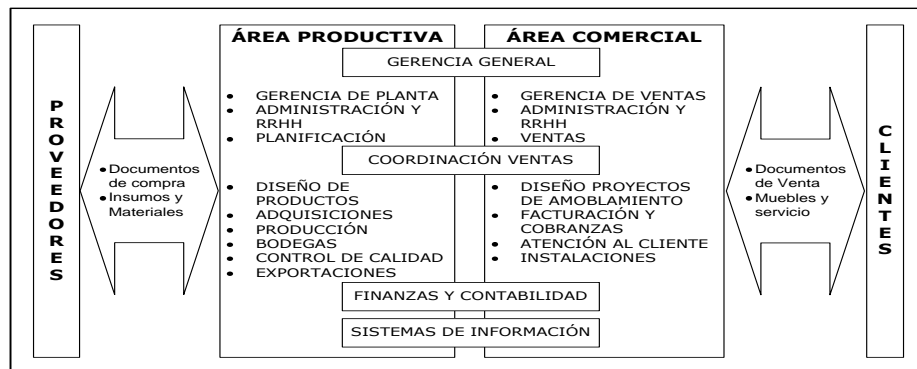 PROVEEDORES
Documentos
de compra
Insumos y
Materiales
ÁREA PRODUCTIVA
ÁREA COMERCIAL
GERENCIA GENERAL
GERENCIA DE PLANTA
ADMINISTRACIÓN Y
RRHH
PLANIFICACIÓN
GERENCIA DE VENTAS
ADMINISTRACIÓN Y
RRHH
VENTAS
COORDINACIÓN VENTAS
DISEÑO DE
PRODUCTOS
ADQUISICIONES
PRODUCCIÓN
BODEGAS
CONTROL DE CALIDAD
EXPORTACIONES
DISEÑO PROYECTOS
DE AMOBLAMIENTO
FACTURACIÓN Y
COBRANZAS
ATENCIÓN AL CLIENTE
INSTALACIONES
FINANZAS Y CONTABILIDAD
SISTEMAS DE INFORMACIÓN
Documentos
de Venta
Muebles y
servicio
CLIENTES